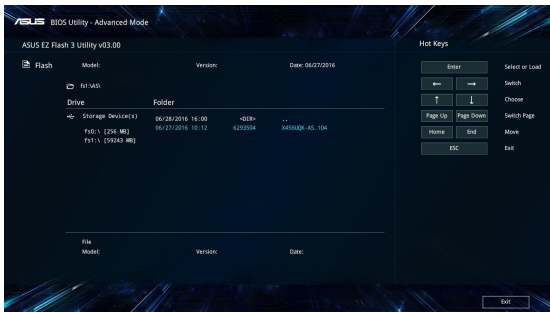 ASUS BIOS Utility - Advanced Mode
ASUS EZ Flash 3 Utility v03.00
Hot Keys
Flash Model: Version: Date: 06/27/2016
Enter Select or Load
fs1:\AS\
← → Switch
Drive Folder
↑ ↓ Choose
Storage Device(s) 06/28/2016 16:00 <DIR> ..
Page Up Page Down Switch Page
fs0:\ [256 MB] 06/27/2016 10:12 6293504 X456UQK-AS.104
fs1:\ [59243 MB]
Home End Move
ESC Exit
File
Model: Version: Date:
Exit